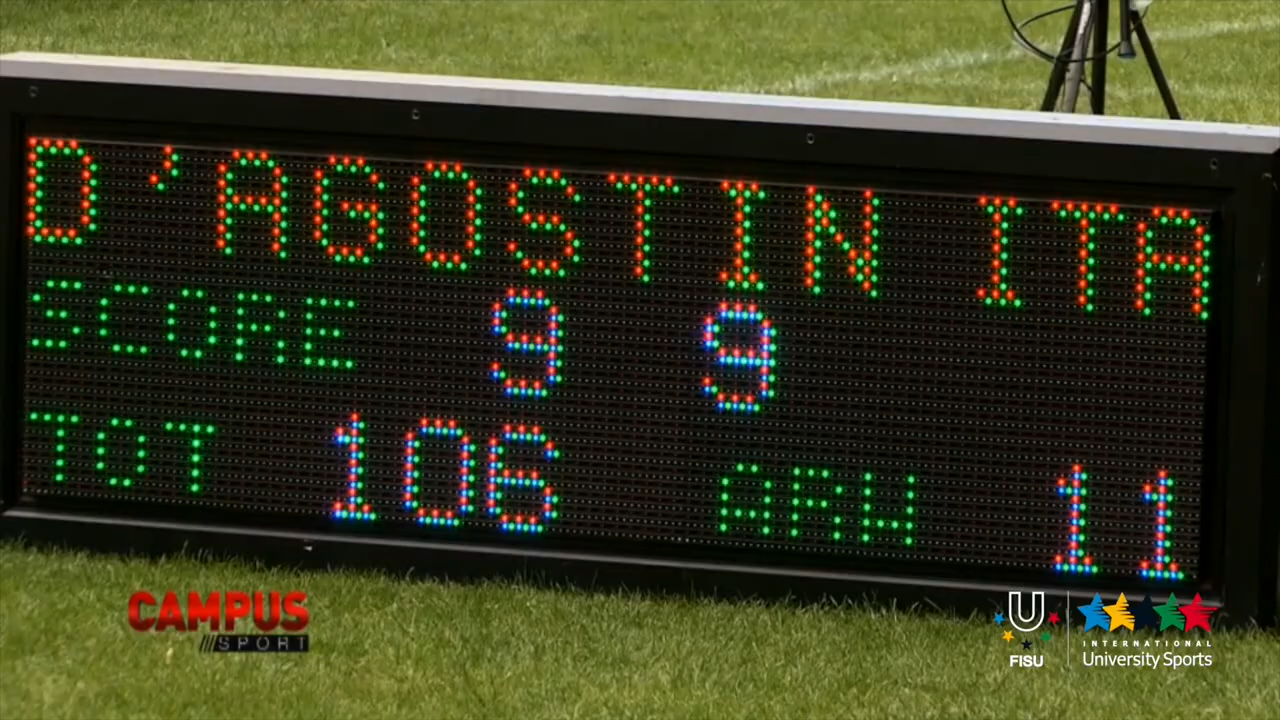 D'AGOSTIN ITA
SCORE 9 9
TOT 106 ARW 11
CAMPUS
///SPORT
FISU
INTERNATIONAL
University Sports